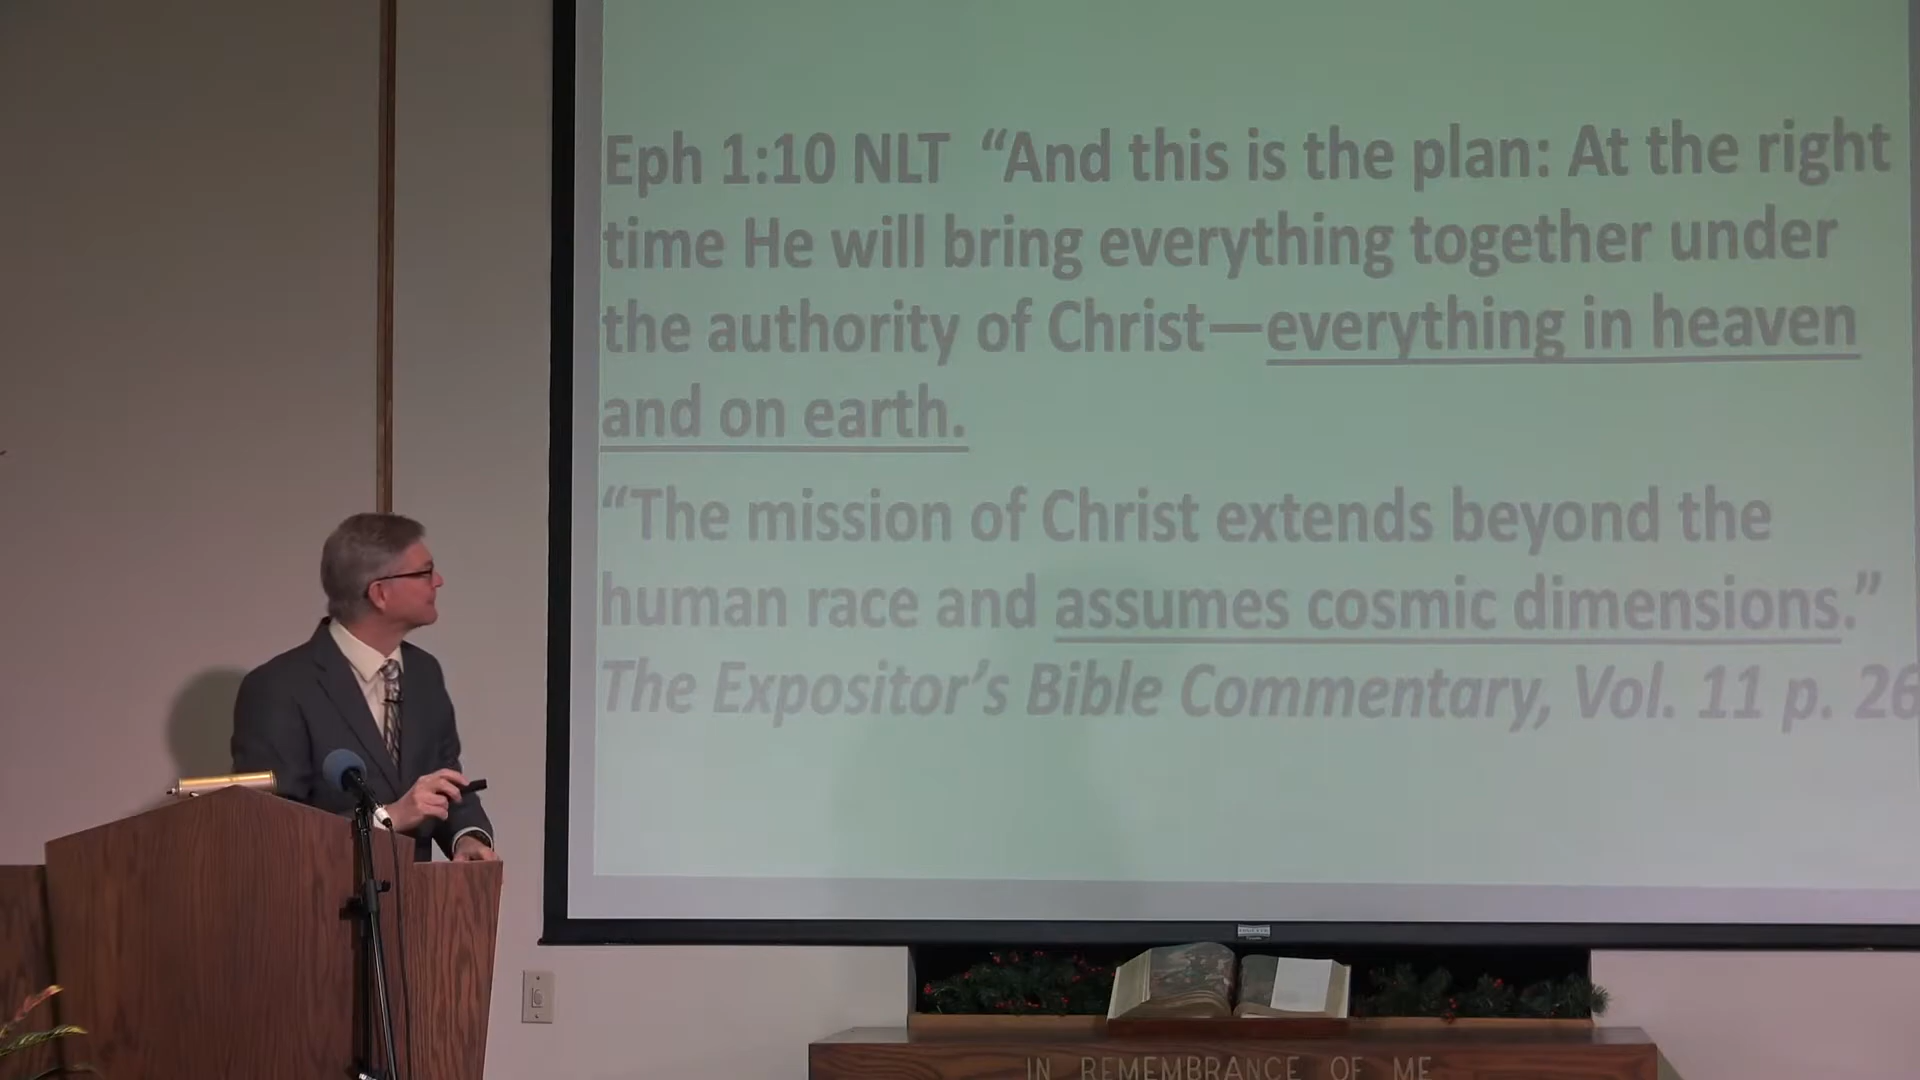 Eph 1:10 NLT “And this is the plan: At the right
time He will bring everything together under
the authority of Christ—everything in heaven
and on earth.
“The mission of Christ extends beyond the
human race and assumes cosmic dimensions.”
The Expositor’s Bible Commentary, Vol. 11 p. 26
IN REMEMBRANCE OF ME